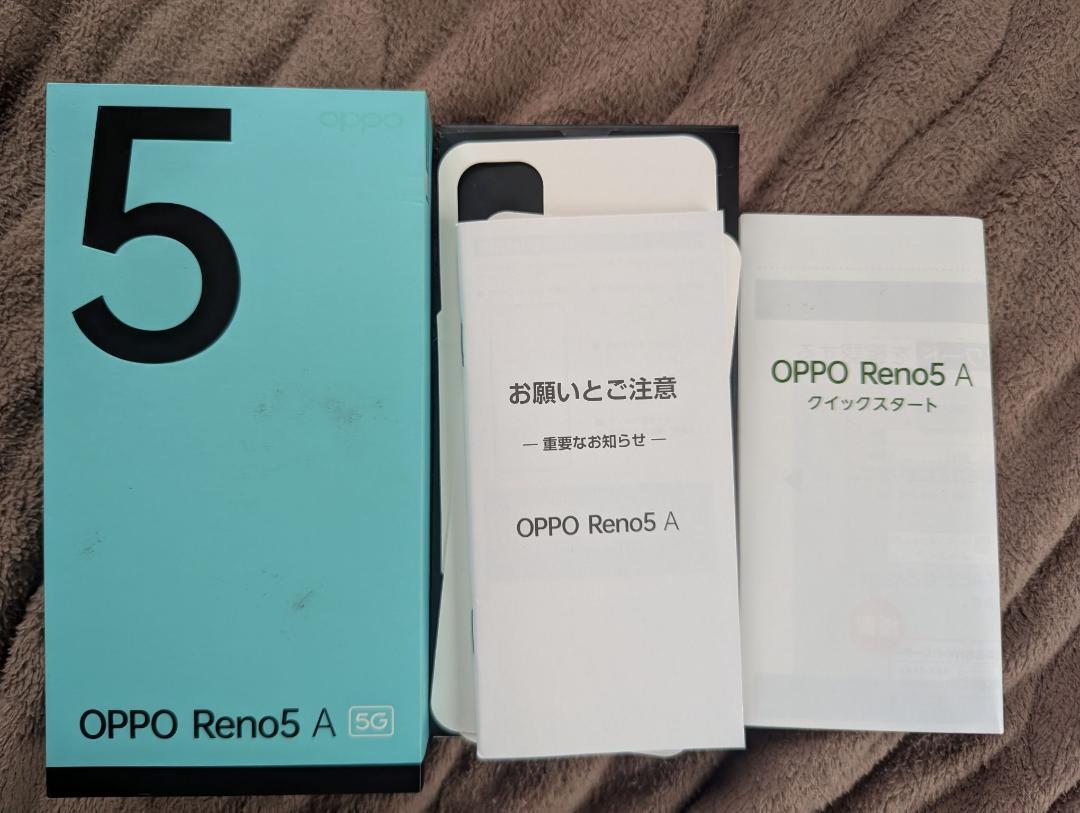 oppo
5
OPPO Reno5 A 5G
お願いとご注意
― 重要なお知らせ ―
OPPO Reno5 A
OPPO Reno5 A
クイックスタート